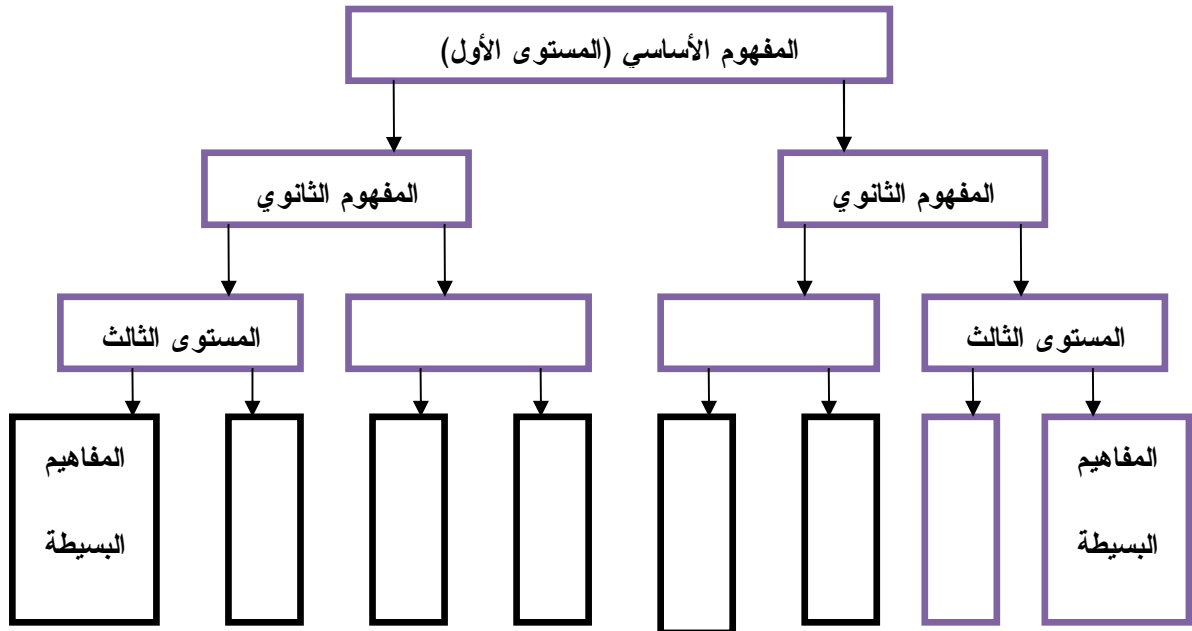 المفهوم الأساسي (المستوى الأول)
المفهوم الثانوي
المفهوم الثانوي
المستوى الثالث
المستوى الثالث
المفاهيم
البسيطة
المفاهيم
البسيطة